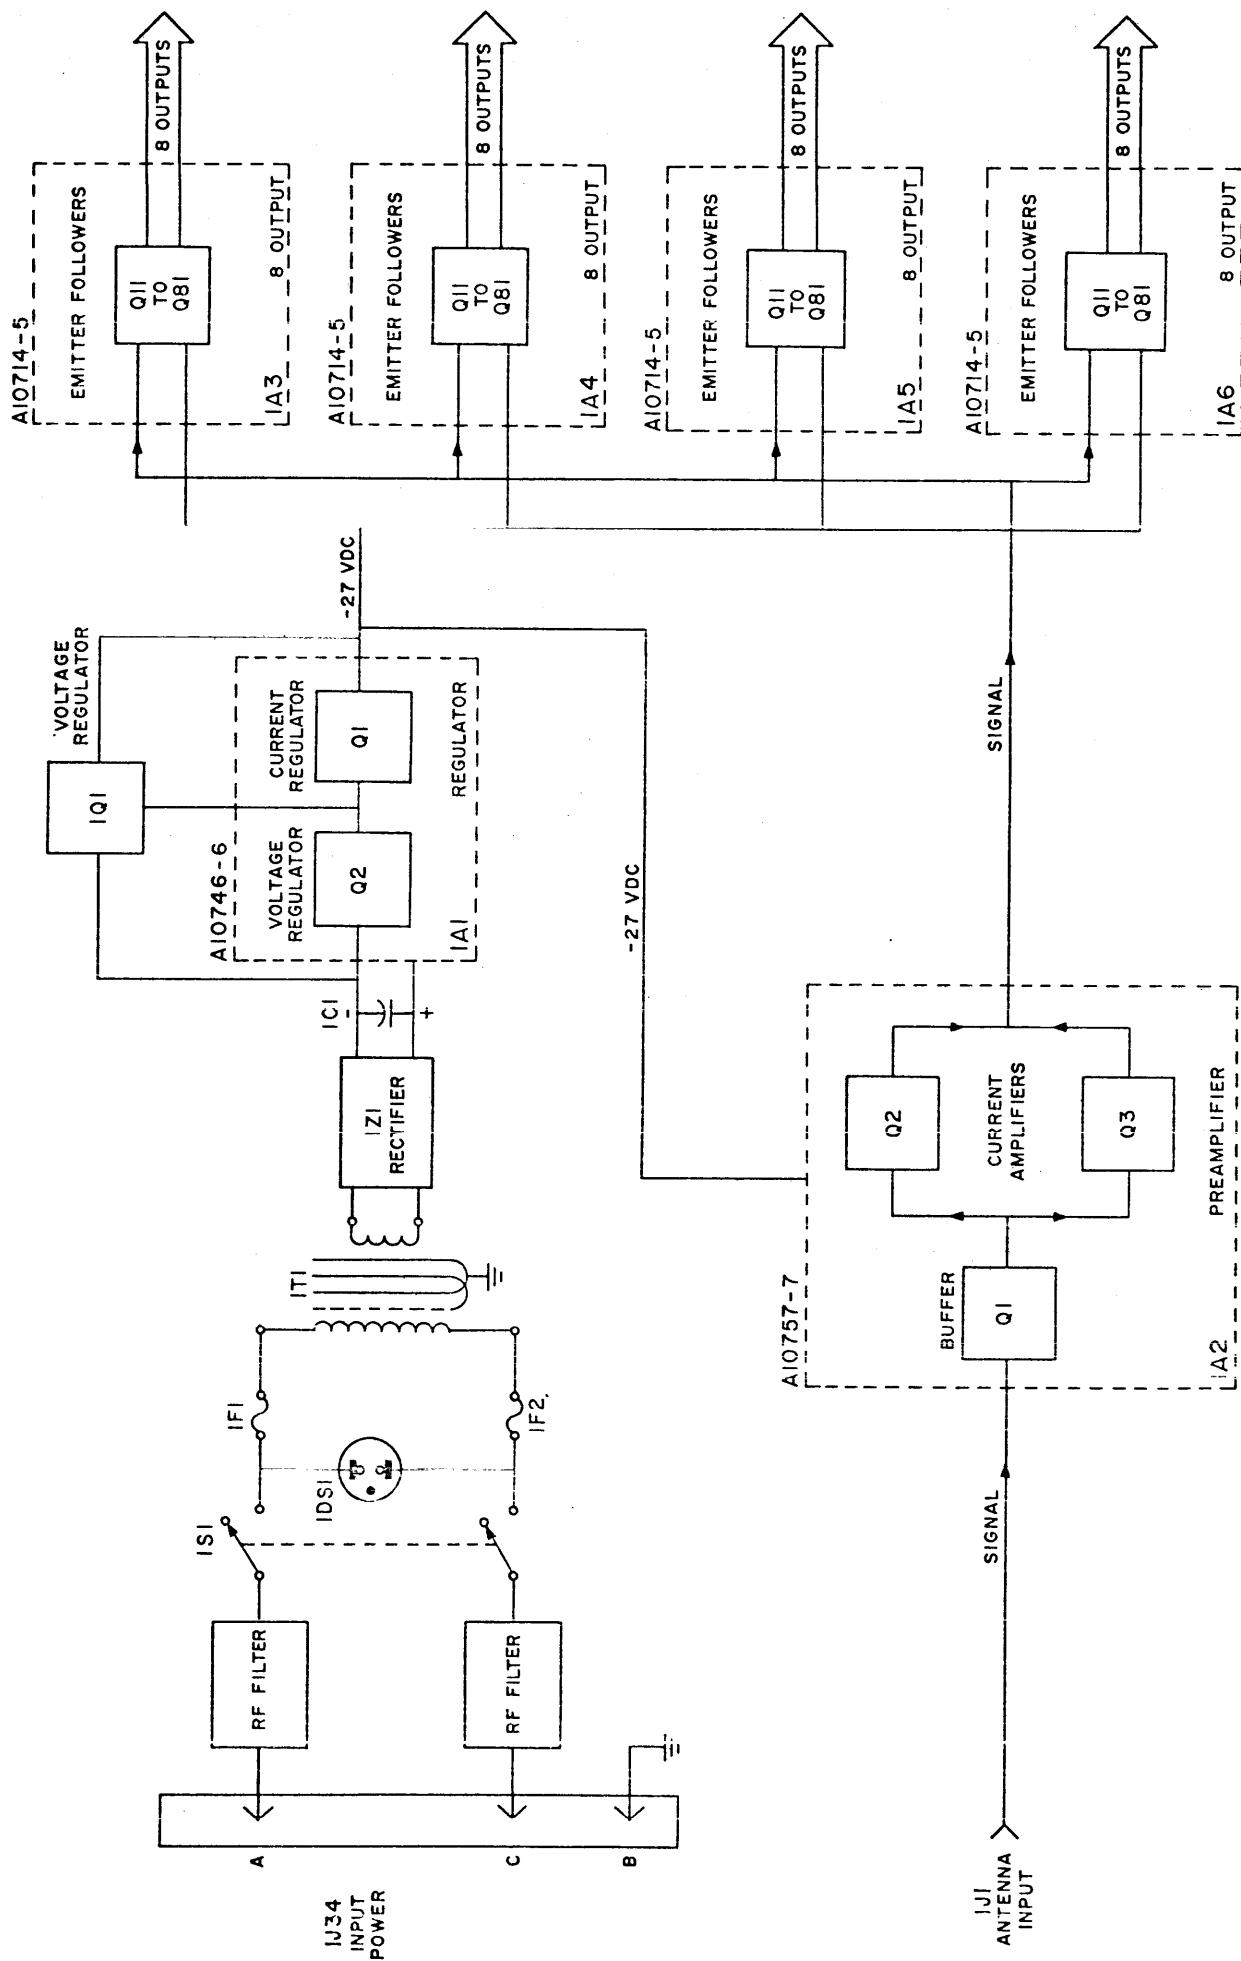 1J34
INPUT
POWER
A
C
B
RF FILTER
RF FILTER
1S1
1DS1
1F1
1F2
1T1
1Z1
RECTIFIER
1C1
-
+
A10746-6
VOLTAGE
REGULATOR
Q2
CURRENT
REGULATOR
Q1
REGULATOR
1A1
1Q1
VOLTAGE
REGULATOR
-27 VDC
-27 VDC
1J1
ANTENNA
INPUT
SIGNAL
A10757-7
BUFFER
Q1
Q2
CURRENT
AMPLIFIERS
Q3
PREAMPLIFIER
1A2
SIGNAL
A10714-5
EMITTER FOLLOWERS
Q11
TO
Q81
1A3
8 OUTPUT
8 OUTPUTS
A10714-5
EMITTER FOLLOWERS
Q11
TO
Q81
1A4
8 OUTPUT
8 OUTPUTS
A10714-5
EMITTER FOLLOWERS
Q11
TO
Q81
1A5
8 OUTPUT
8 OUTPUTS
A10714-5
EMITTER FOLLOWERS
Q11
TO
Q81
1A6
8 OUTPUT
8 OUTPUTS